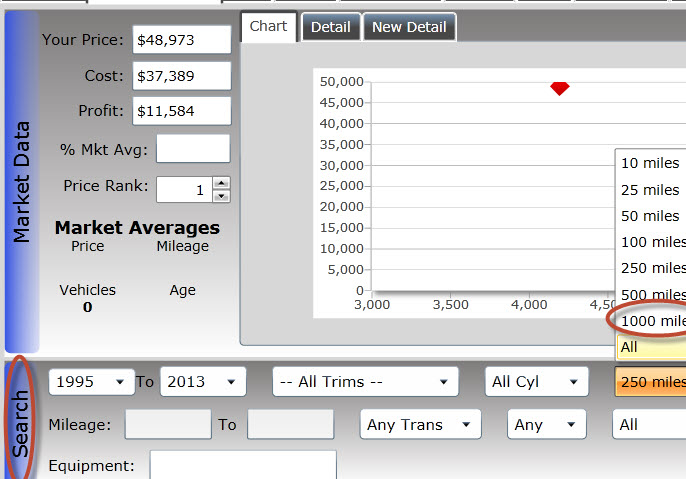 Market Data
Your Price: $48,973
Cost: $37,389
Profit: $11,584
% Mkt Avg:
Price Rank: 1
Market Averages
Price Mileage
Vehicles Age
0
Chart Detail New Detail
50,000
45,000
40,000
35,000
30,000
25,000
20,000
15,000
10,000
5,000
0
3,000 3,500 4,000 4,50
10 miles
25 miles
50 miles
100 miles
250 miles
500 miles
1000 mile
All
Search
1995 To 2013 -- All Trims -- All Cyl 250 miles
Mileage: To Any Trans Any All
Equipment: